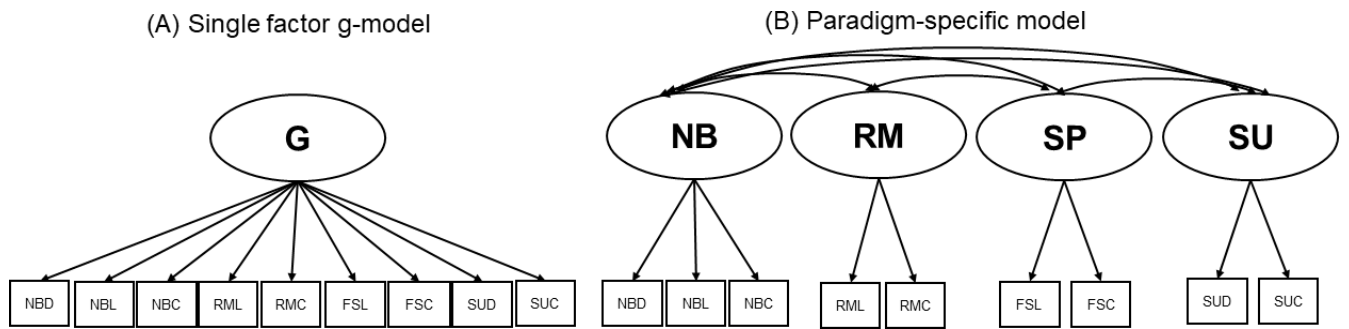 (A) Single factor g-model
G
NBD NBL NBC RML RMC FSL FSC SUD SUC
(B) Paradigm-specific model
NB RM SP SU
NBD NBL NBC RML RMC FSL FSC SUD SUC